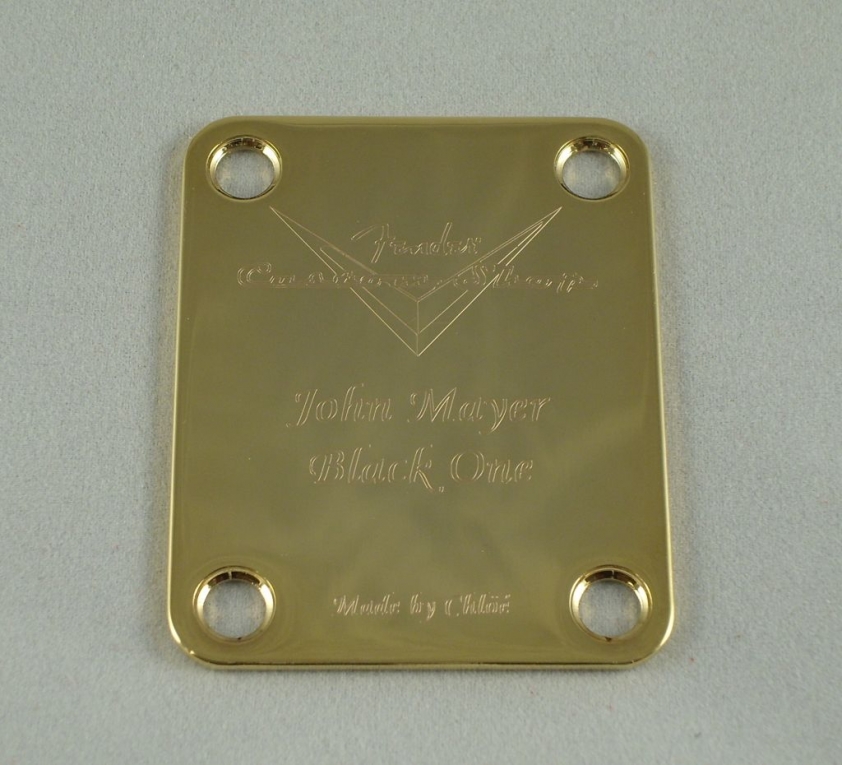 Fender
Custom Shop
John Mayer
Black One
Made by Chloë